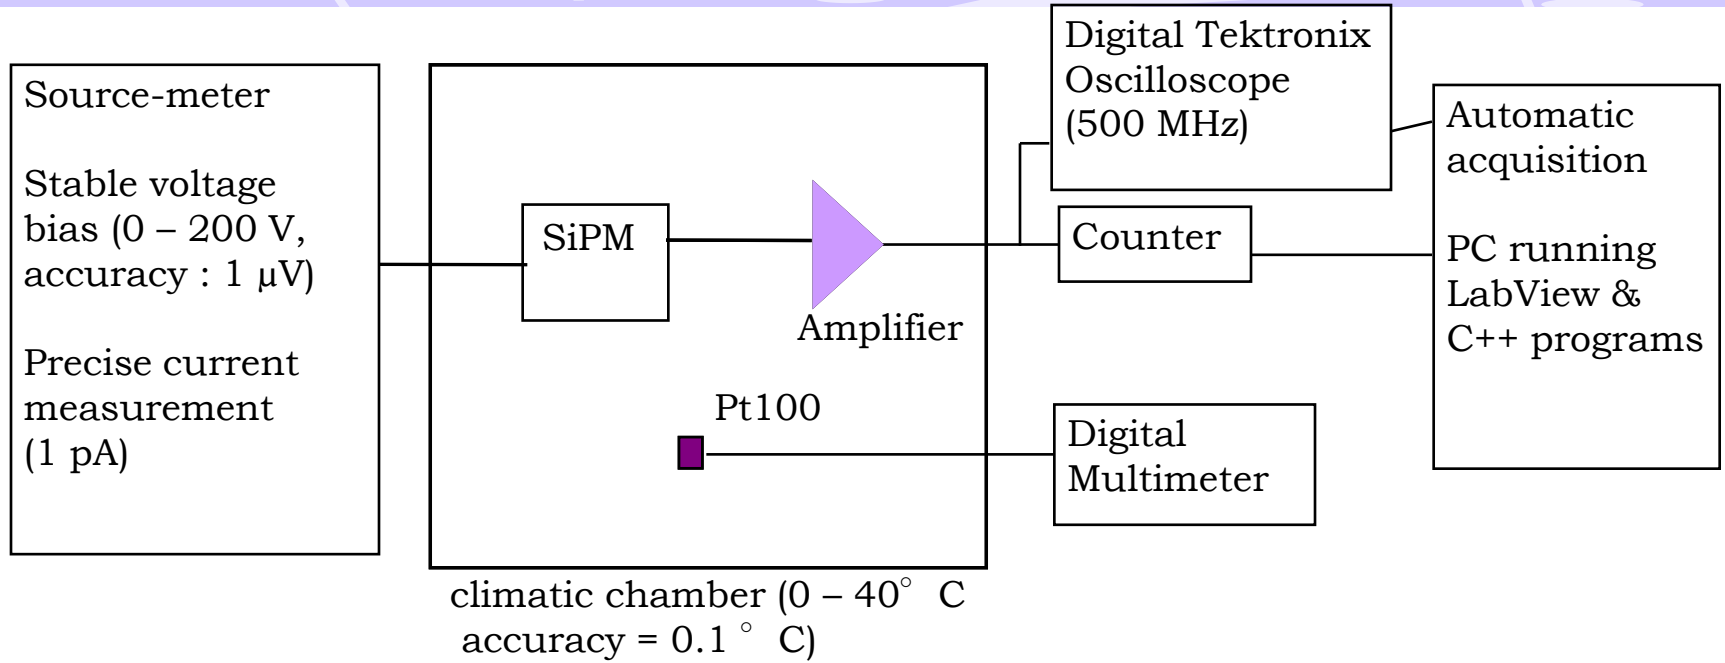 Source-meter
Stable voltage
bias (0 – 200 V,
accuracy : 1 µV)
Precise current
measurement
(1 pA)
SiPM
Amplifier
Pt100
climatic chamber (0 – 40° C
accuracy = 0.1 ° C)
Digital Tektronix
Oscilloscope
(500 MHz)
Counter
Digital
Multimeter
Automatic
acquisition
PC running
LabView &
C++ programs